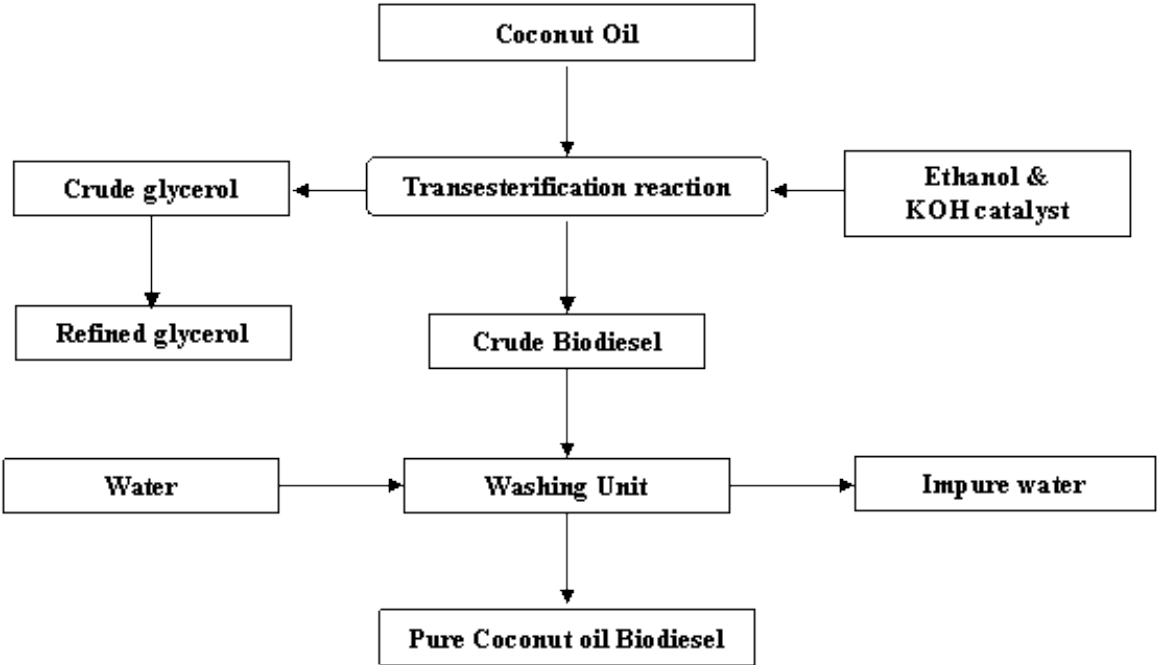 Coconut Oil
Crude glycerol
Transesterification reaction
Ethanol &
KOH catalyst
Refined glycerol
Crude Biodiesel
Water
Washing Unit
Impure water
Pure Coconut oil Biodiesel